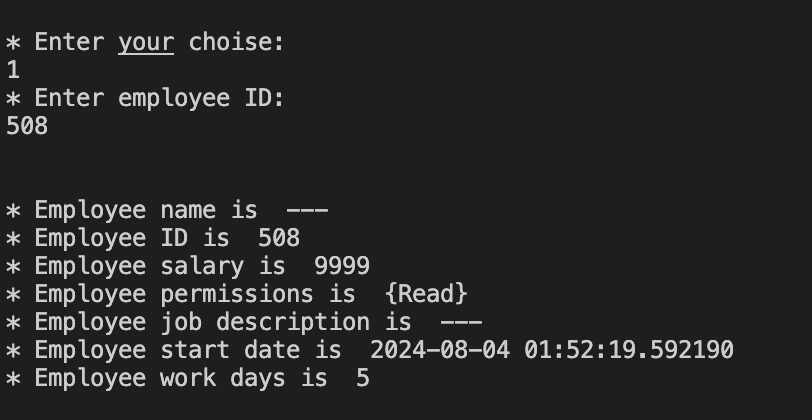 * Enter your choise:
1
* Enter employee ID:
508
* Employee name is  ---
* Employee ID is  508
* Employee salary is  9999
* Employee permissions is  {Read}
* Employee job description is  ---
* Employee start date is  2024-08-04 01:52:19.592190
* Employee work days is  5